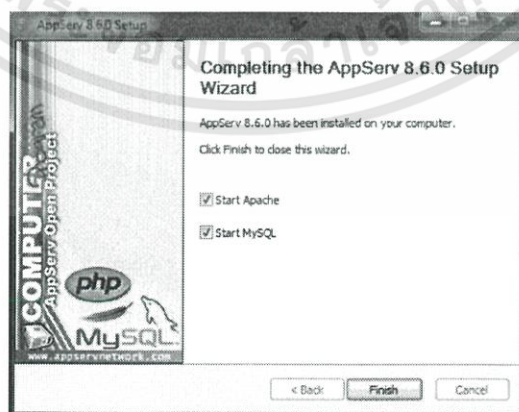 AppServ 8.6.0 Setup
Completing the AppServ 8.6.0 Setup
Wizard
AppServ 8.6.0 has been installed on your computer.
Click Finish to close this wizard.
Start Apache
Start MySQL
COMPUTER
Program
AppServ Open Project
php
MySQL
www.appservnetwork.com
< Back
Finish
Cancel